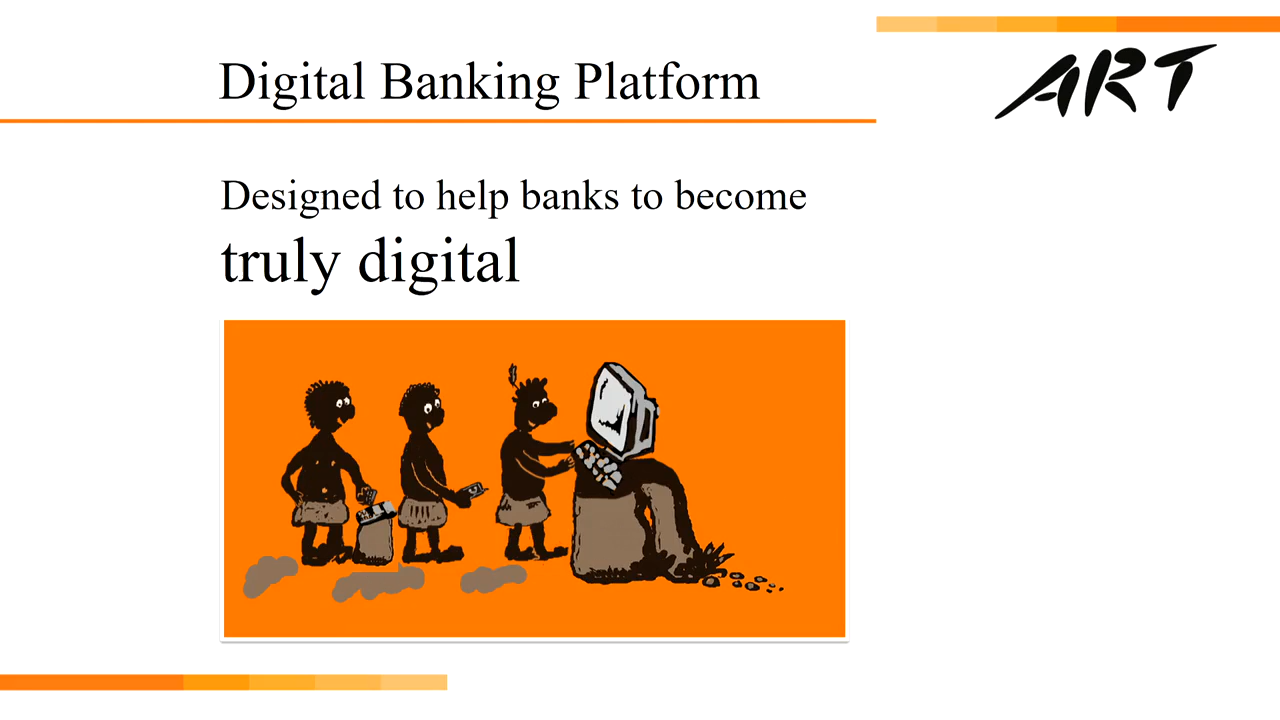 Digital Banking Platform
ART
Designed to help banks to become
truly digital